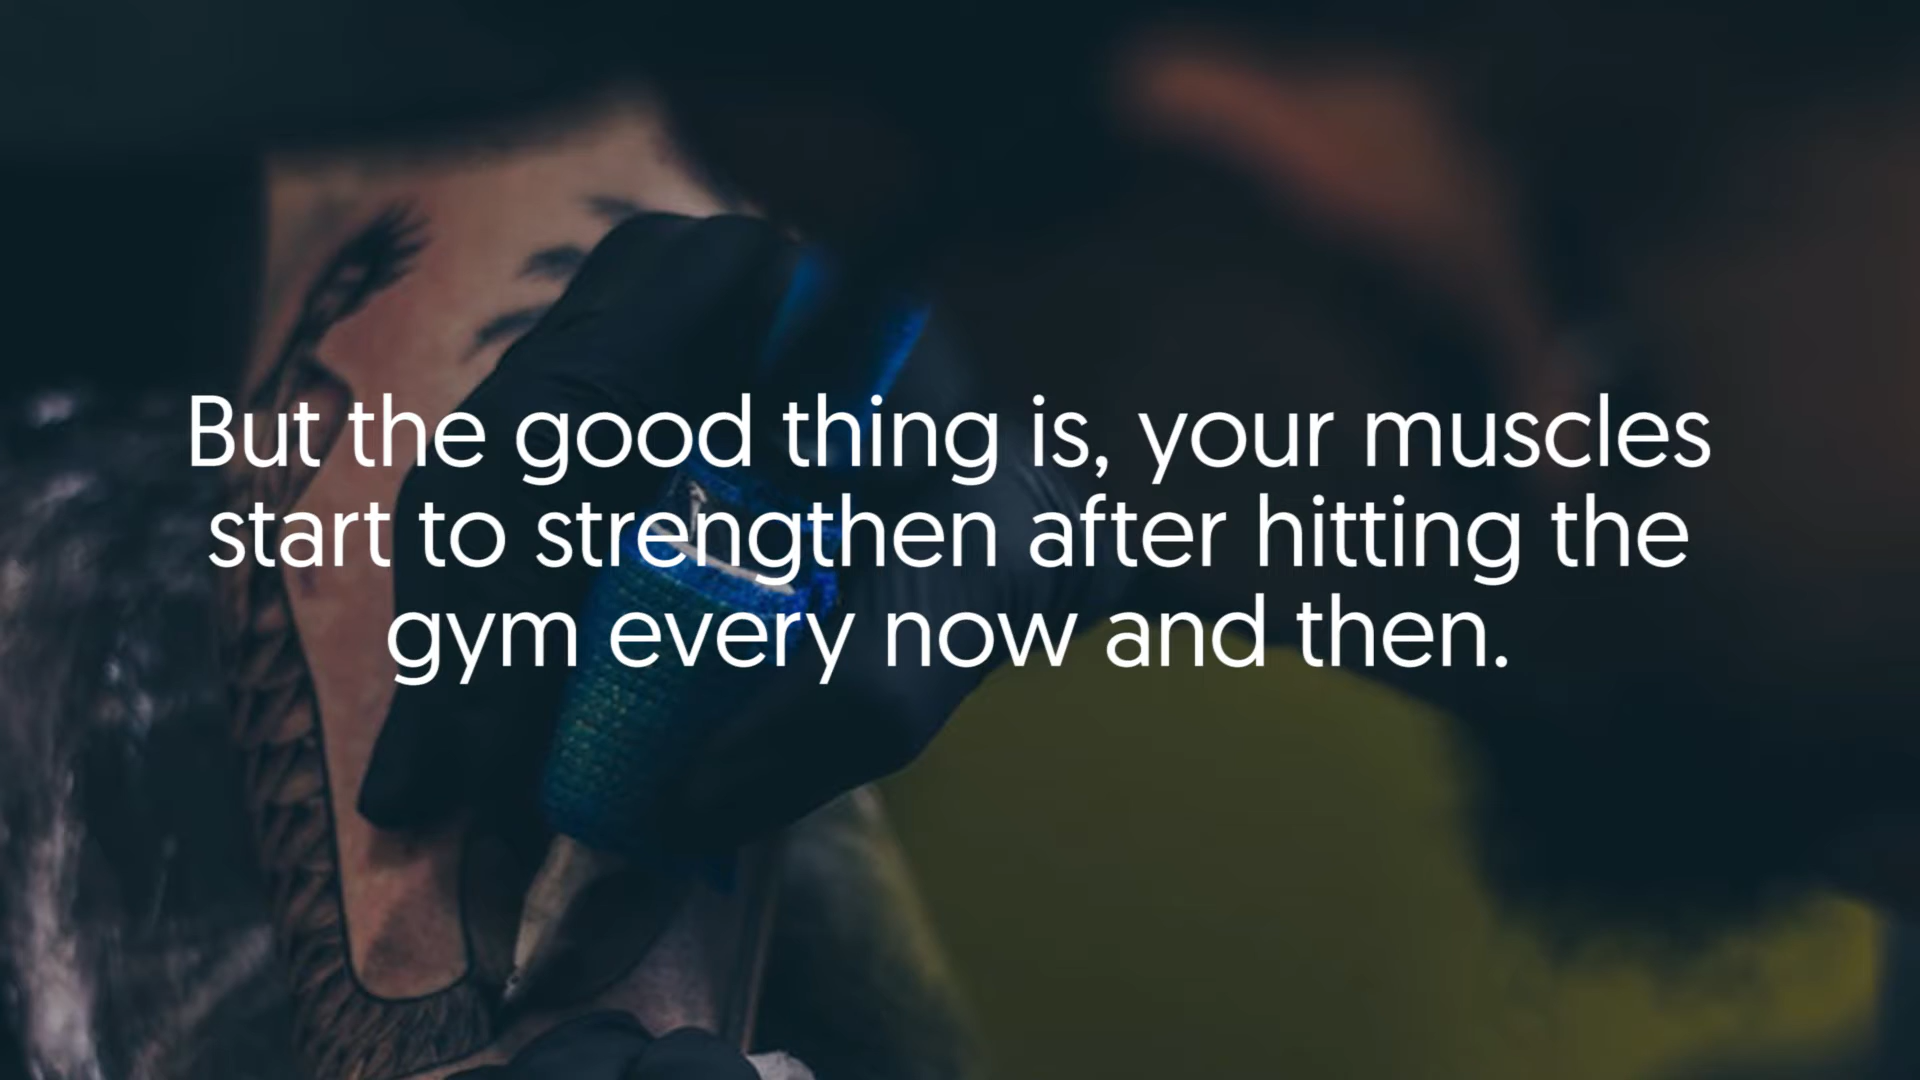 But the good thing is, your muscles
start to strengthen after hitting the
gym every now and then.